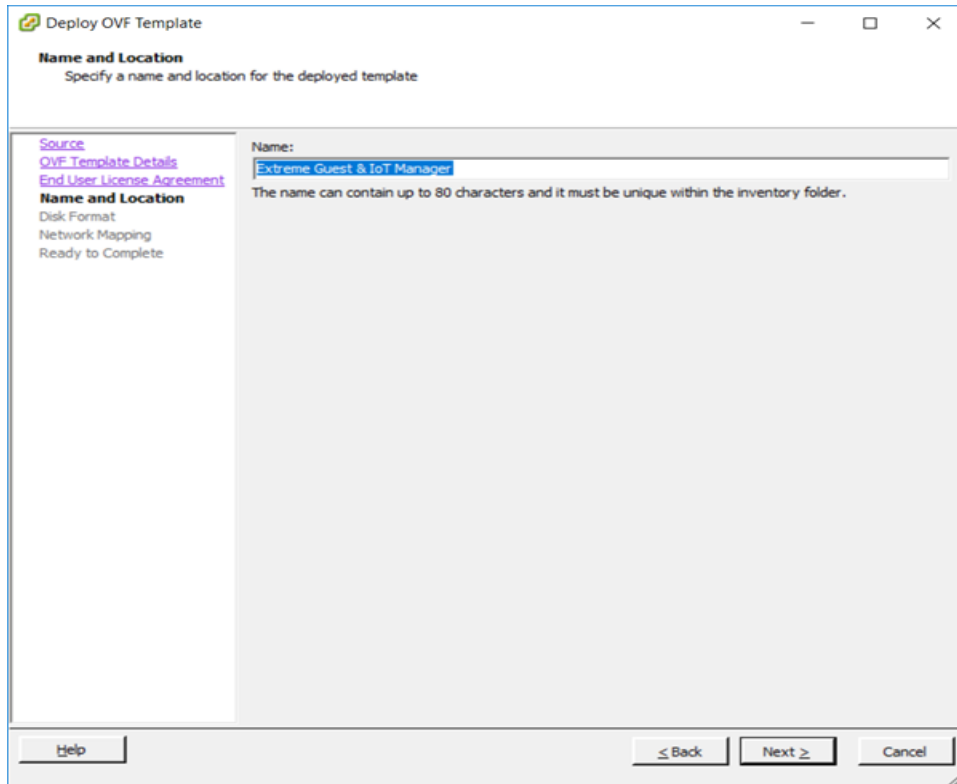 Deploy OVF Template
Name and Location
Specify a name and location for the deployed template
Source
OVF Template Details
End User License Agreement
Name and Location
Disk Format
Network Mapping
Ready to Complete
Name:
Extreme Guest & IoT Manager
The name can contain up to 80 characters and it must be unique within the inventory folder.
Help
< Back
Next >
Cancel